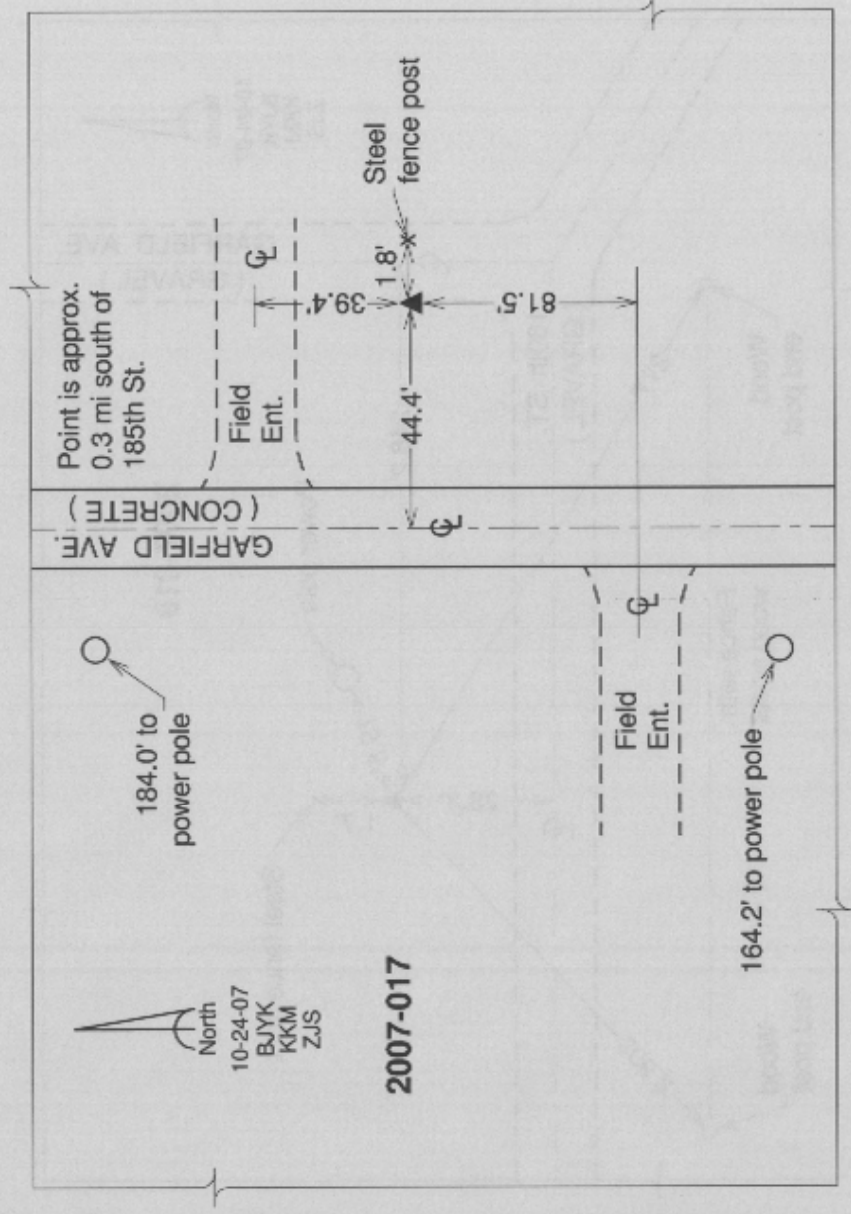 North
10-24-07
BJYK
KKM
ZJS
2007-017
184.0' to
power pole
164.2' to power pole
Field
Ent.
℄
GARFIELD AVE.
( CONCRETE )
℄
Point is approx.
0.3 mi south of
185th St.
Field
Ent.
℄
39.4'
44.4'
1.8'
81.5'
Steel
fence post